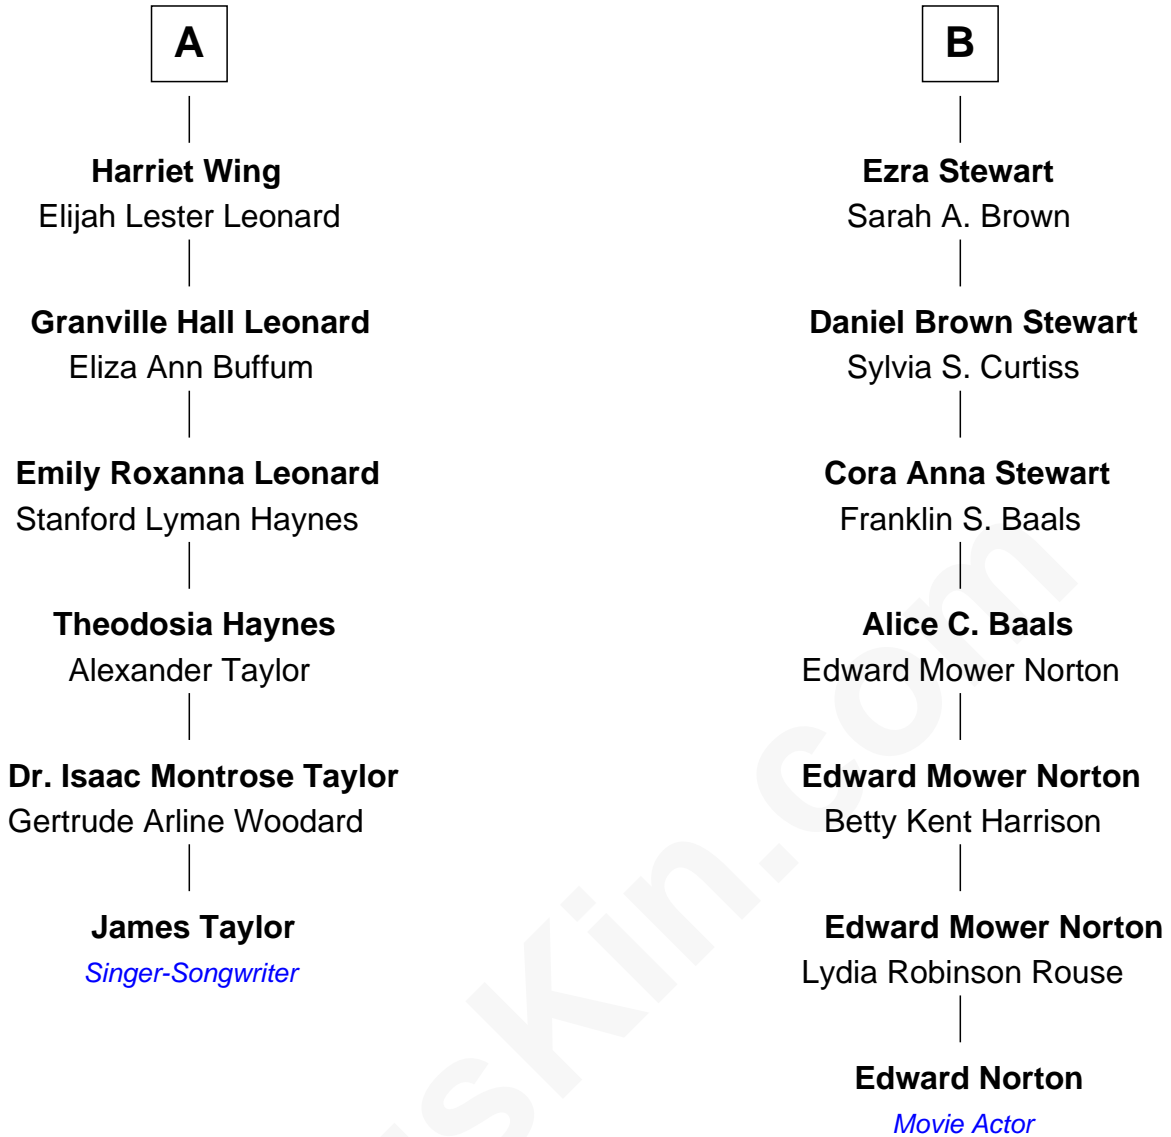 A
Harriet Wing
Elijah Lester Leonard
Granville Hall Leonard
Eliza Ann Buffum
Emily Roxanna Leonard
Stanford Lyman Haynes
Theodosia Haynes
Alexander Taylor
Dr. Isaac Montrose Taylor
Gertrude Arline Woodard
James Taylor
Singer-Songwriter
B
Ezra Stewart
Sarah A. Brown
Daniel Brown Stewart
Sylvia S. Curtiss
Cora Anna Stewart
Franklin S. Baals
Alice C. Baals
Edward Mower Norton
Edward Mower Norton
Betty Kent Harrison
Edward Mower Norton
Lydia Robinson Rouse
Edward Norton
Movie Actor